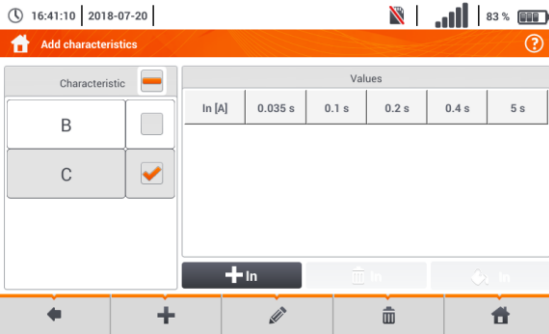 16:41:10 2018-07-20 83 %
Add characteristics ?
Characteristic
Values
In [A] 0.035 s 0.1 s 0.2 s 0.4 s 5 s
B
C
+ In In In